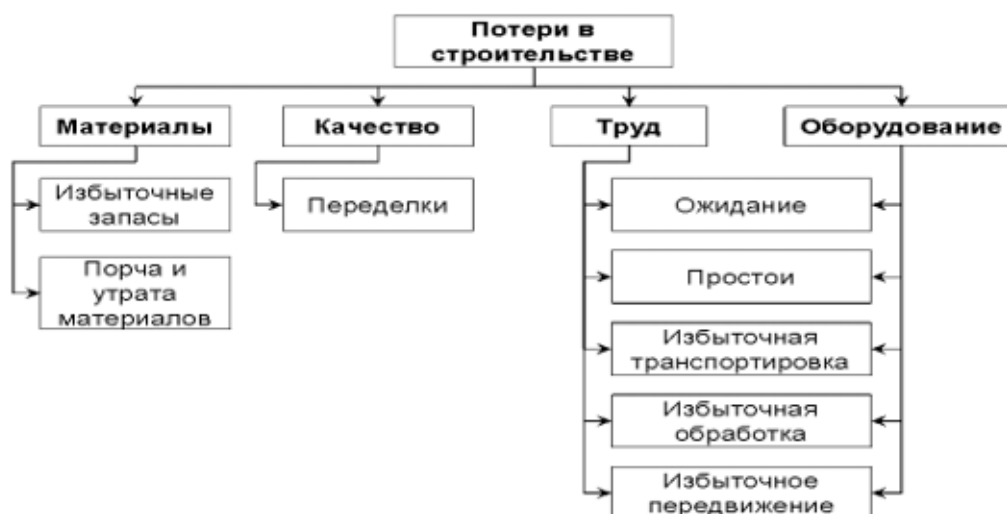 Потери в
строительстве
Материалы
Качество
Труд
Оборудование
Избыточные
запасы
Порча и
утрата
материалов
Переделки
Ожидание
Простои
Избыточная
транспортировка
Избыточная
обработка
Избыточное
передвижение